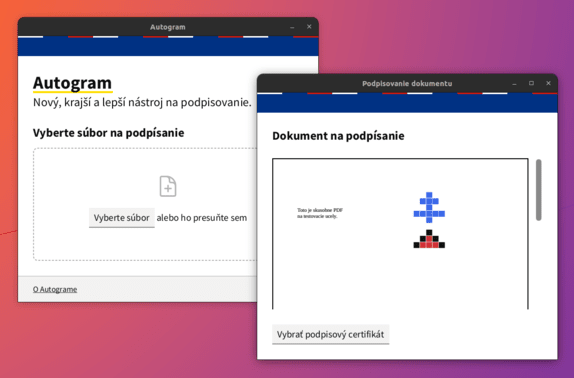 Autogram
Autogram
Nový, krajší a lepší nástroj na podpisovanie.
Vyberte súbor na podpísanie
Vyberte súbor alebo ho presuňte sem
O Autograme
Podpisovanie dokumentu
Dokument na podpísanie
Toto je skusobne PDF
na testovacie ucely.
Vybrať podpisový certifikát